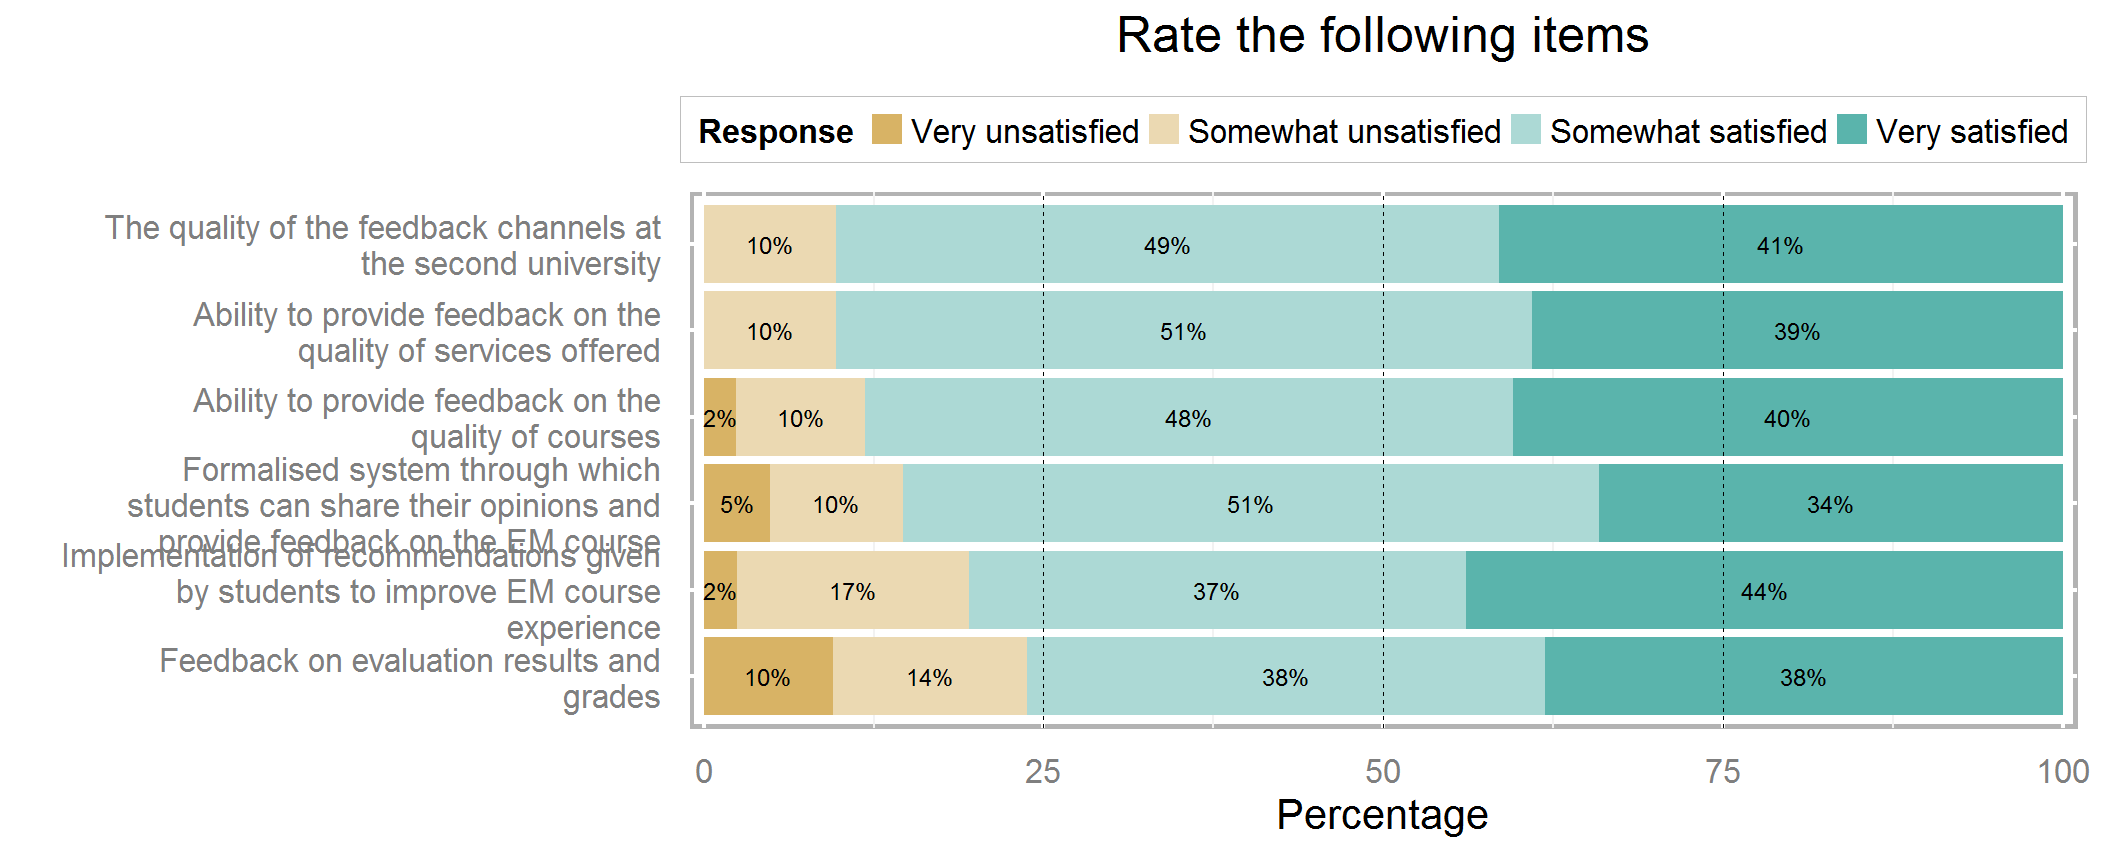 Rate the following items
Response Very unsatisfied Somewhat unsatisfied Somewhat satisfied Very satisfied
The quality of the feedback channels at
the second university
10% 49% 41%
Ability to provide feedback on the
quality of services offered
10% 51% 39%
Ability to provide feedback on the
quality of courses
2% 10% 48% 40%
Formalised system through which
students can share their opinions and
provide feedback on the EM course
5% 10% 51% 34%
Implementation of recommendations given
by students to improve EM course
experience
2% 17% 37% 44%
Feedback on evaluation results and
grades
10% 14% 38% 38%
0 25 50 75 100
Percentage